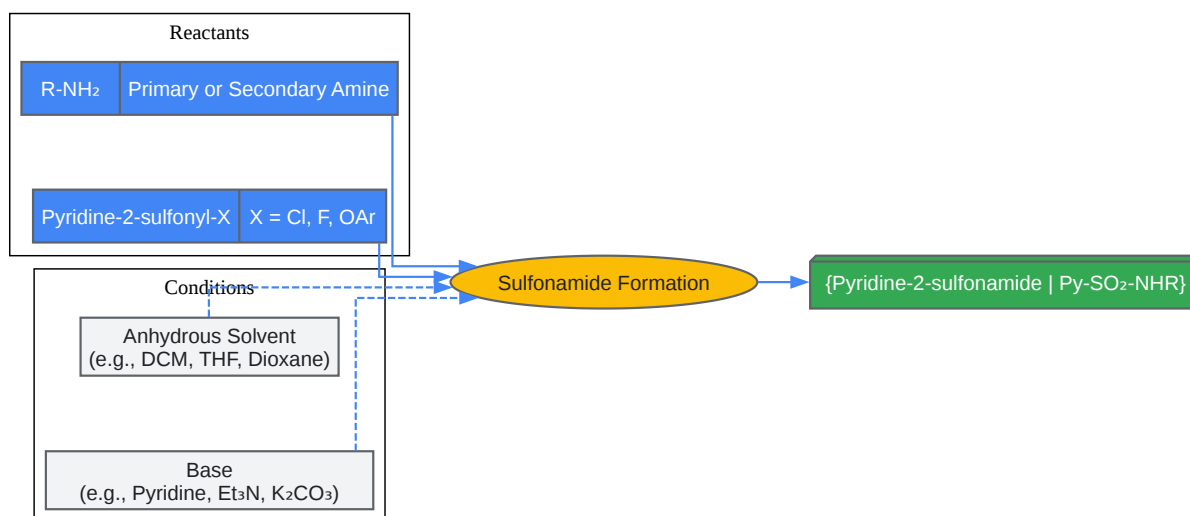 Reactants
R-NH₂
Primary or Secondary Amine
Pyridine-2-sulfonyl-X
X = Cl, F, OAr
Conditions
Anhydrous Solvent
(e.g., DCM, THF, Dioxane)
Base
(e.g., Pyridine, Et₃N, K₂CO₃)
Sulfonamide Formation
{Pyridine-2-sulfonamide | Py-SO₂-NHR}